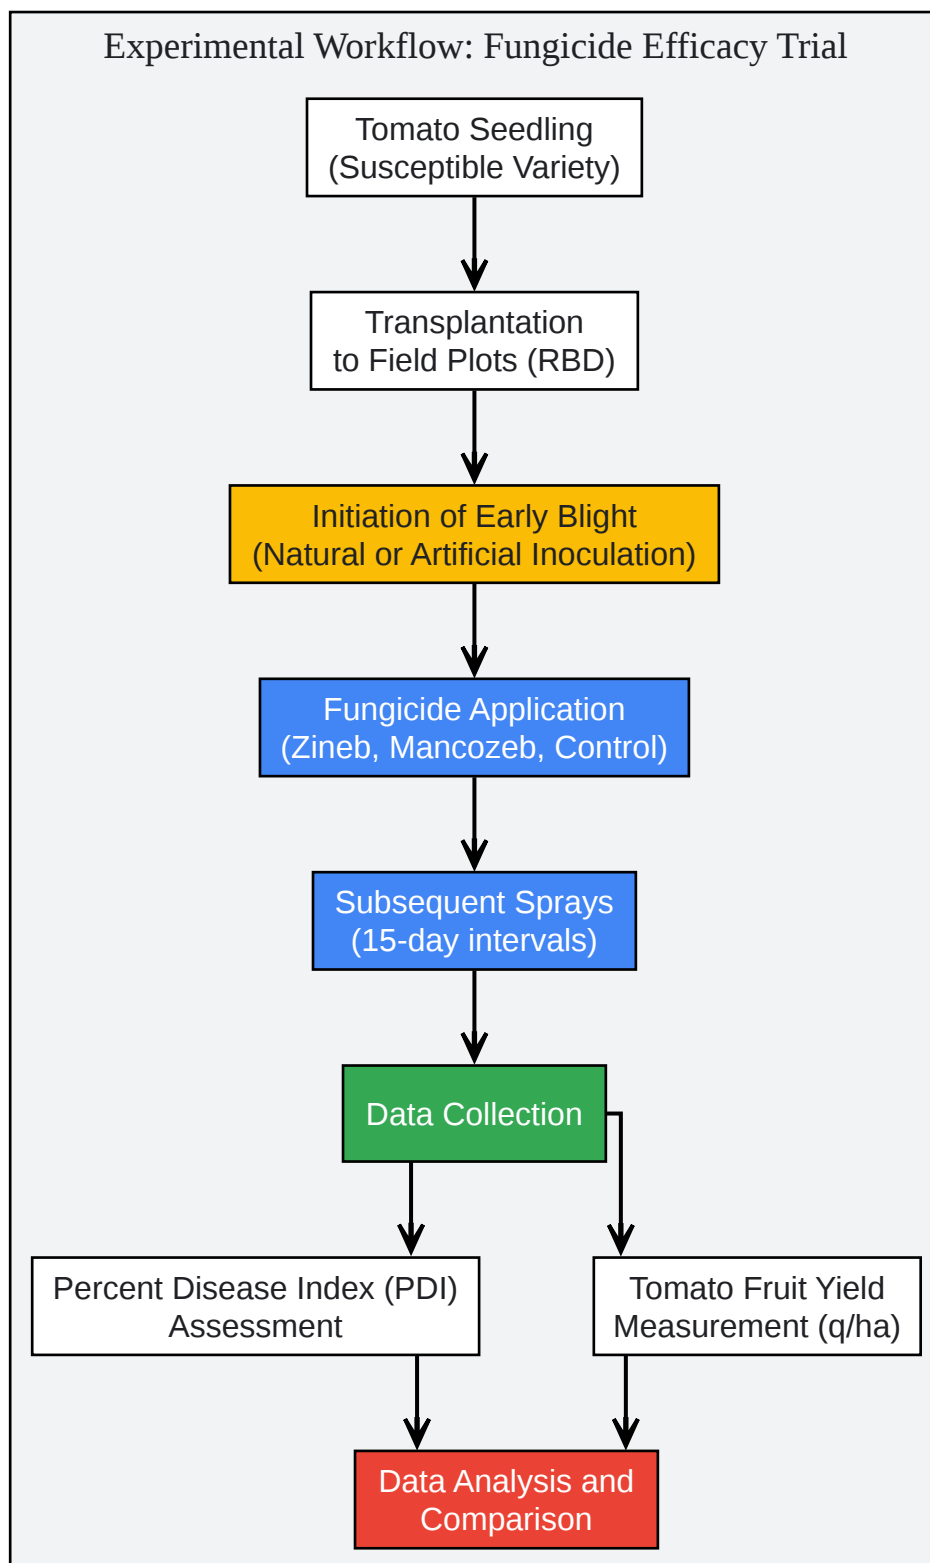 Experimental Workflow: Fungicide Efficacy Trial
Tomato Seedling
(Susceptible Variety)
Transplantation
to Field Plots (RBD)
Initiation of Early Blight
(Natural or Artificial Inoculation)
Fungicide Application
(Zineb, Mancozeb, Control)
Subsequent Sprays
(15-day intervals)
Data Collection
Percent Disease Index (PDI)
Assessment
Tomato Fruit Yield
Measurement (q/ha)
Data Analysis and
Comparison